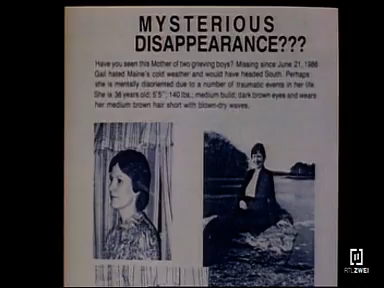 MYSTERIOUS
DISAPPEARANCE???
Have you seen this Mother of two grieving boys? Missing since June 21, 1986
Gail hated Maine's cold weather and would have headed South. Perhaps
she is mentally disoriented due to a number of traumatic events in her life.
She is 36 years old; 5'5"; 140 lbs.; medium build; dark brown eyes and wears
her medium brown hair short with blown-dry waves.
RTLZWEI